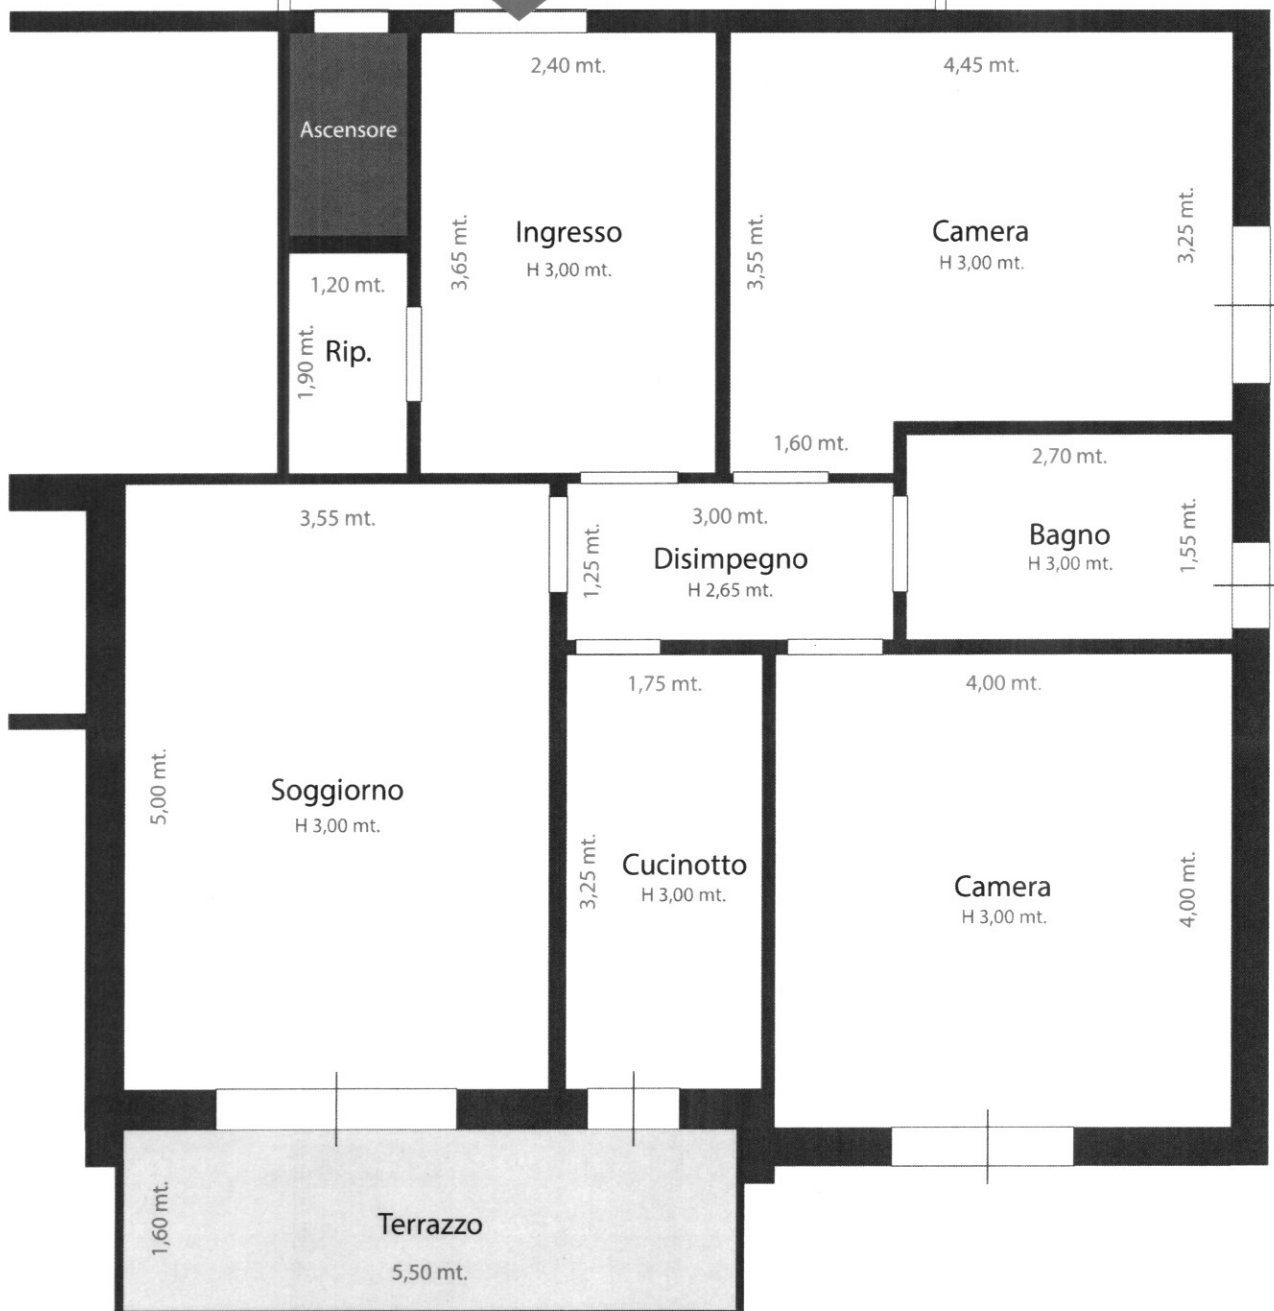 2,40 mt.
4,45 mt.
Ascensore
3,65 mt.
Ingresso
H 3,00 mt.
3,55 mt.
Camera
H 3,00 mt.
3,25 mt.
1,20 mt.
1,90 mt.
Rip.
1,60 mt.
2,70 mt.
3,55 mt.
3,00 mt.
1,25 mt.
Disimpegno
H 2,65 mt.
Bagno
H 3,00 mt.
1,55 mt.
1,75 mt.
4,00 mt.
5,00 mt.
Soggiorno
H 3,00 mt.
3,25 mt.
Cucinotto
H 3,00 mt.
Camera
H 3,00 mt.
4,00 mt.
1,60 mt.
Terrazzo
5,50 mt.